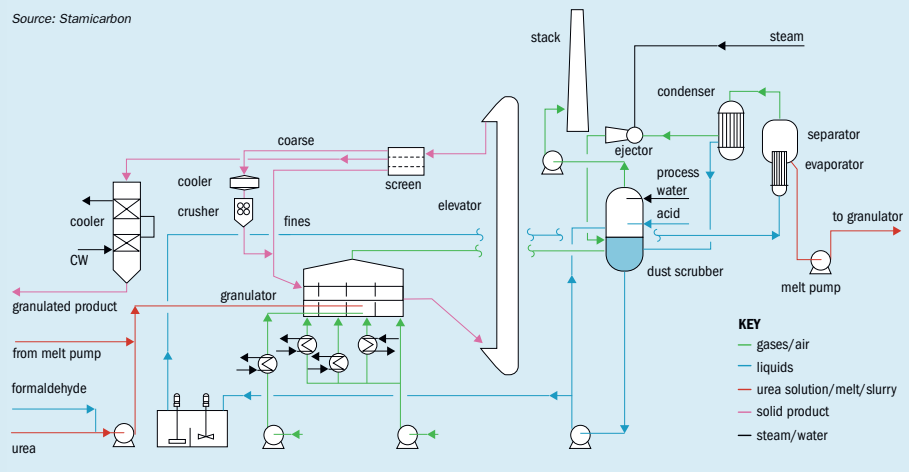 Source: Stamicarbon
stack
steam
condenser
ejector
separator
evaporator
coarse
screen
cooler
crusher
process
water
acid
elevator
cooler
fines
to granulator
CW
dust scrubber
melt pump
granulated product
granulator
from melt pump
formaldehyde
urea
KEY
gases/air
liquids
urea solution/melt/slurry
solid product
steam/water